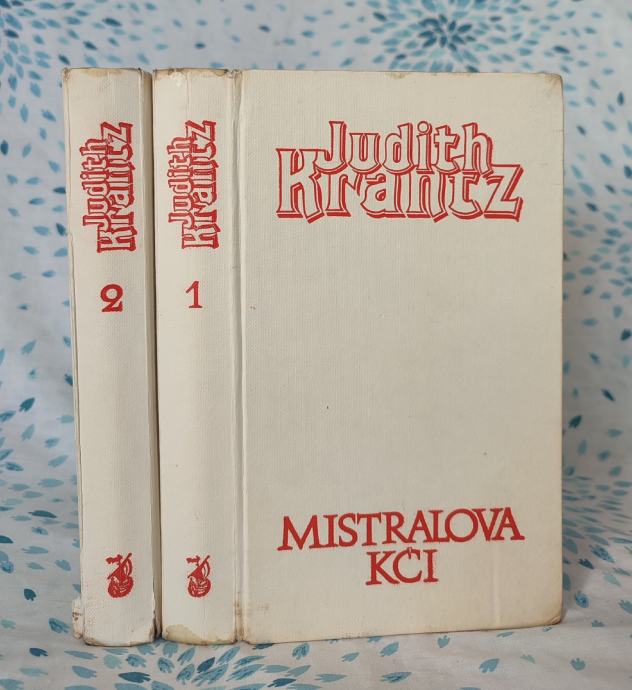 Judith
Krantz
2
Judith
Krantz
1
Judith
Krantz
MISTRALOVA
KĆI